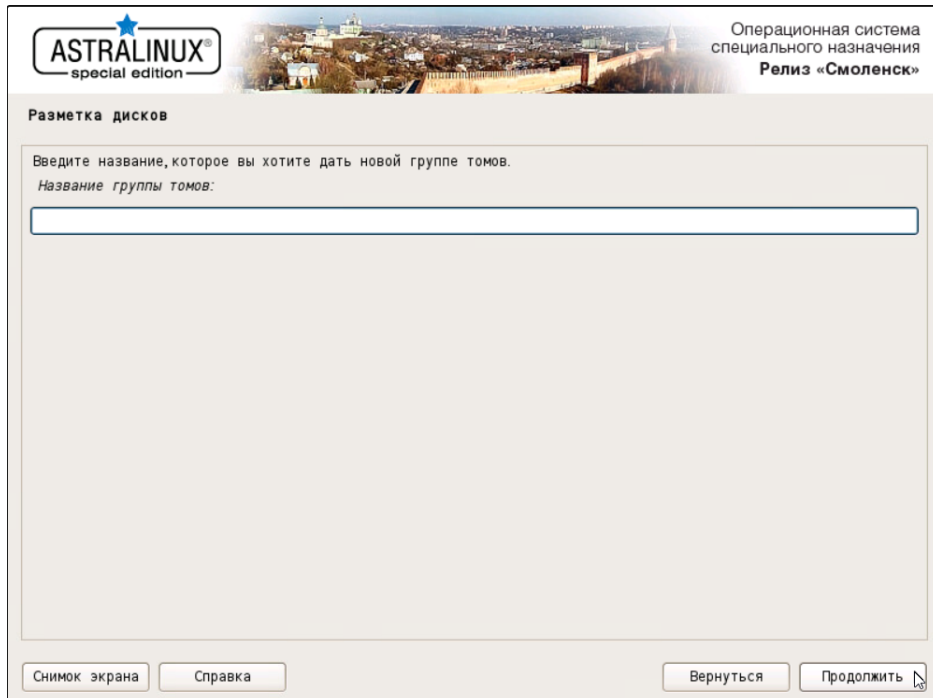 ASTRALINUX®
special edition
Операционная система
специального назначения
Релиз «Смоленск»
Разметка дисков
Введите название, которое вы хотите дать новой группе томов.
Название группы томов:
Снимок экрана
Справка
Вернуться
Продолжить